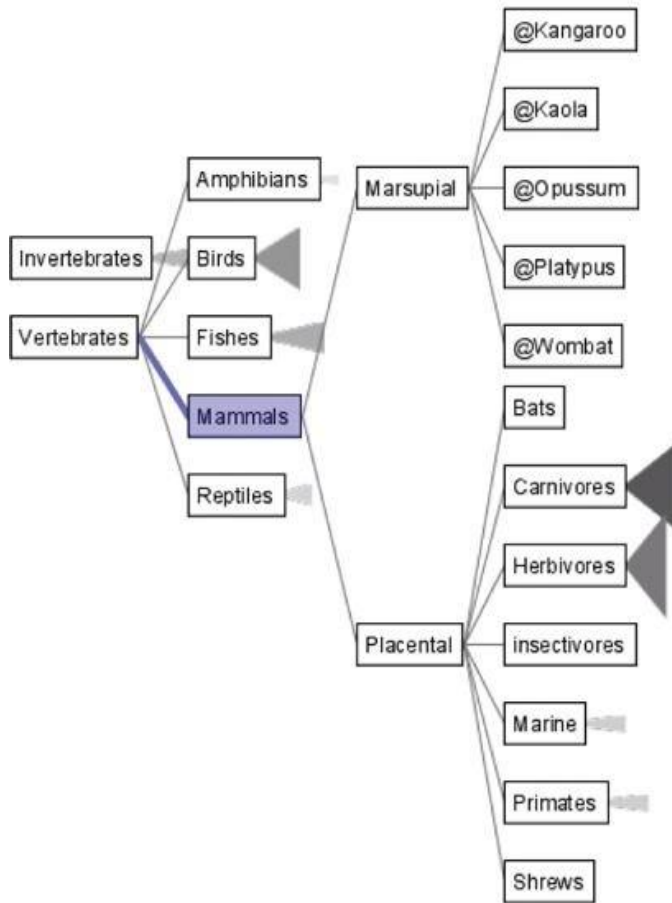 @Kangaroo
@Kaola
Amphibians
Marsupial
@Opussum
Invertebrates
Birds
@Platypus
Vertebrates
Fishes
@Wombat
Mammals
Bats
Reptiles
Carnivores
Herbivores
Placental
insectivores
Marine
Primates
Shrews